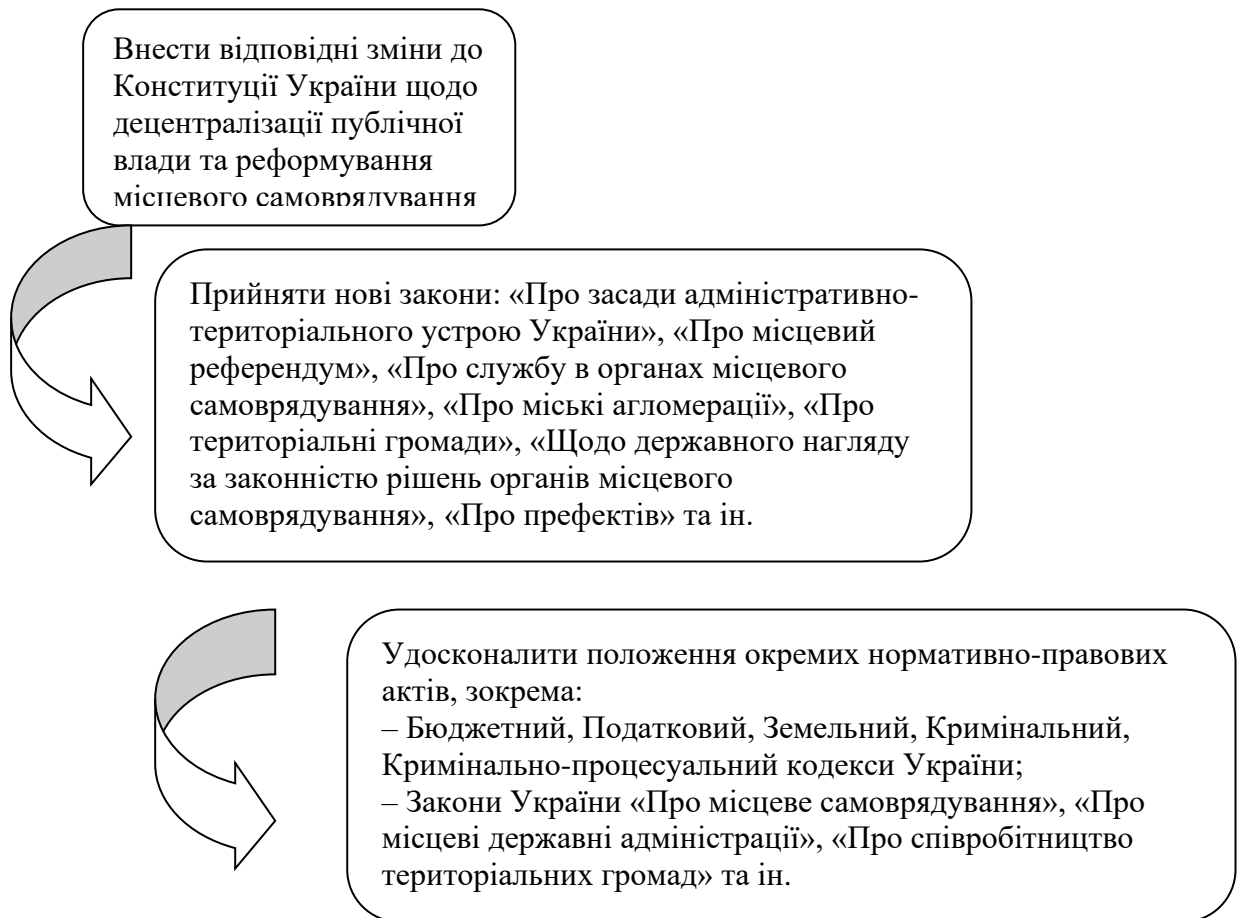 Внести відповідні зміни до
Конституції України щодо
децентралізації публічної
влади та реформування
місцевого самоврядування
Прийняти нові закони: «Про засади адміністративно-
територіального устрою України», «Про місцевий
референдум», «Про службу в органах місцевого
самоврядування», «Про міські агломерації», «Про
територіальні громади», «Щодо державного нагляду
за законністю рішень органів місцевого
самоврядування», «Про префектів» та ін.
Удосконалити положення окремих нормативно-правових
актів, зокрема:
– Бюджетний, Податковий, Земельний, Кримінальний,
Кримінально-процесуальний кодекси України;
– Закони України «Про місцеве самоврядування», «Про
місцеві державні адміністрації», «Про співробітництво
територіальних громад» та ін.